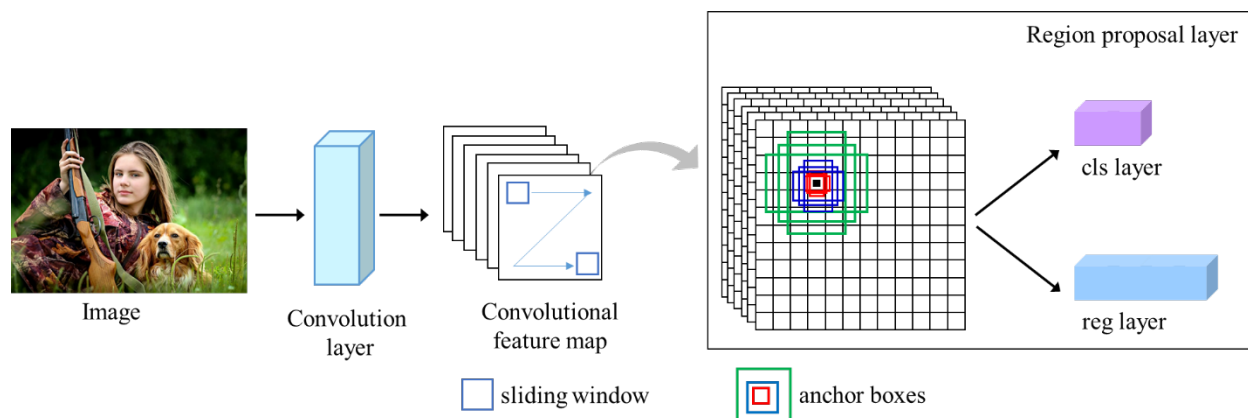 Region proposal layer
cls layer
Image
Convolution
layer
Convolutional
feature map
reg layer
sliding window
anchor boxes